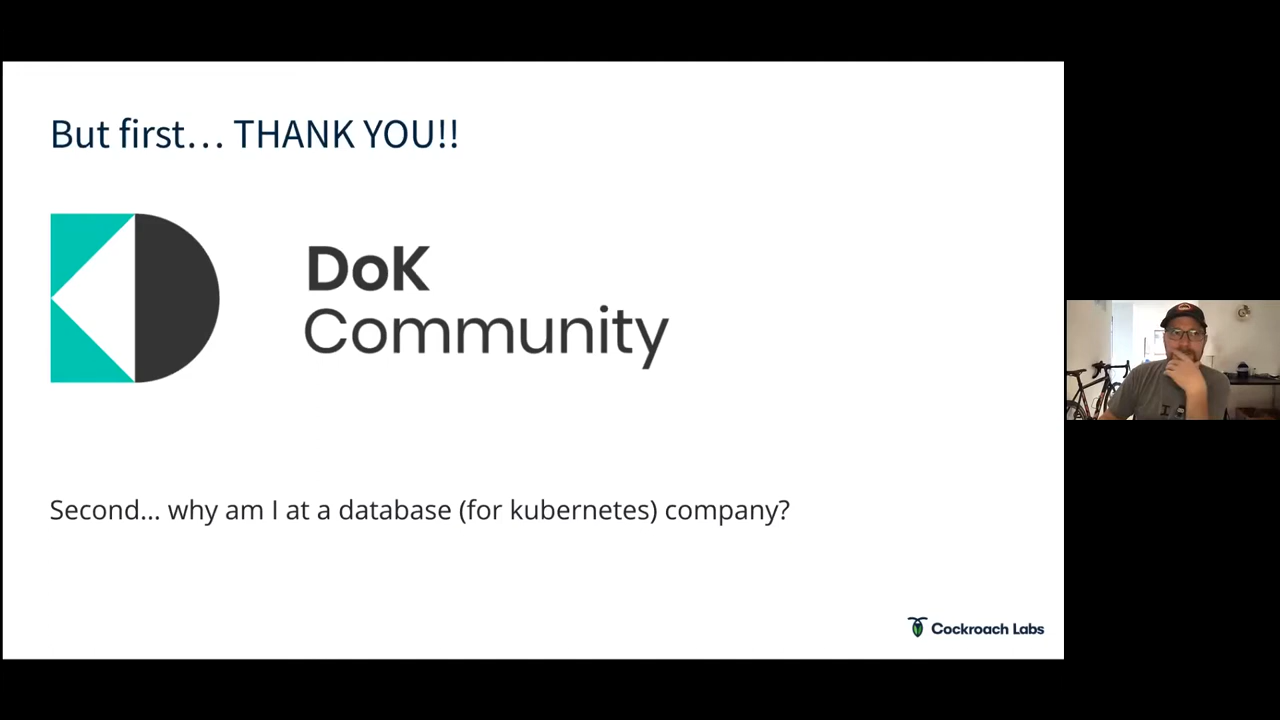 But first… THANK YOU!!
DoK
Community
Second... why am I at a database (for kubernetes) company?
Cockroach Labs